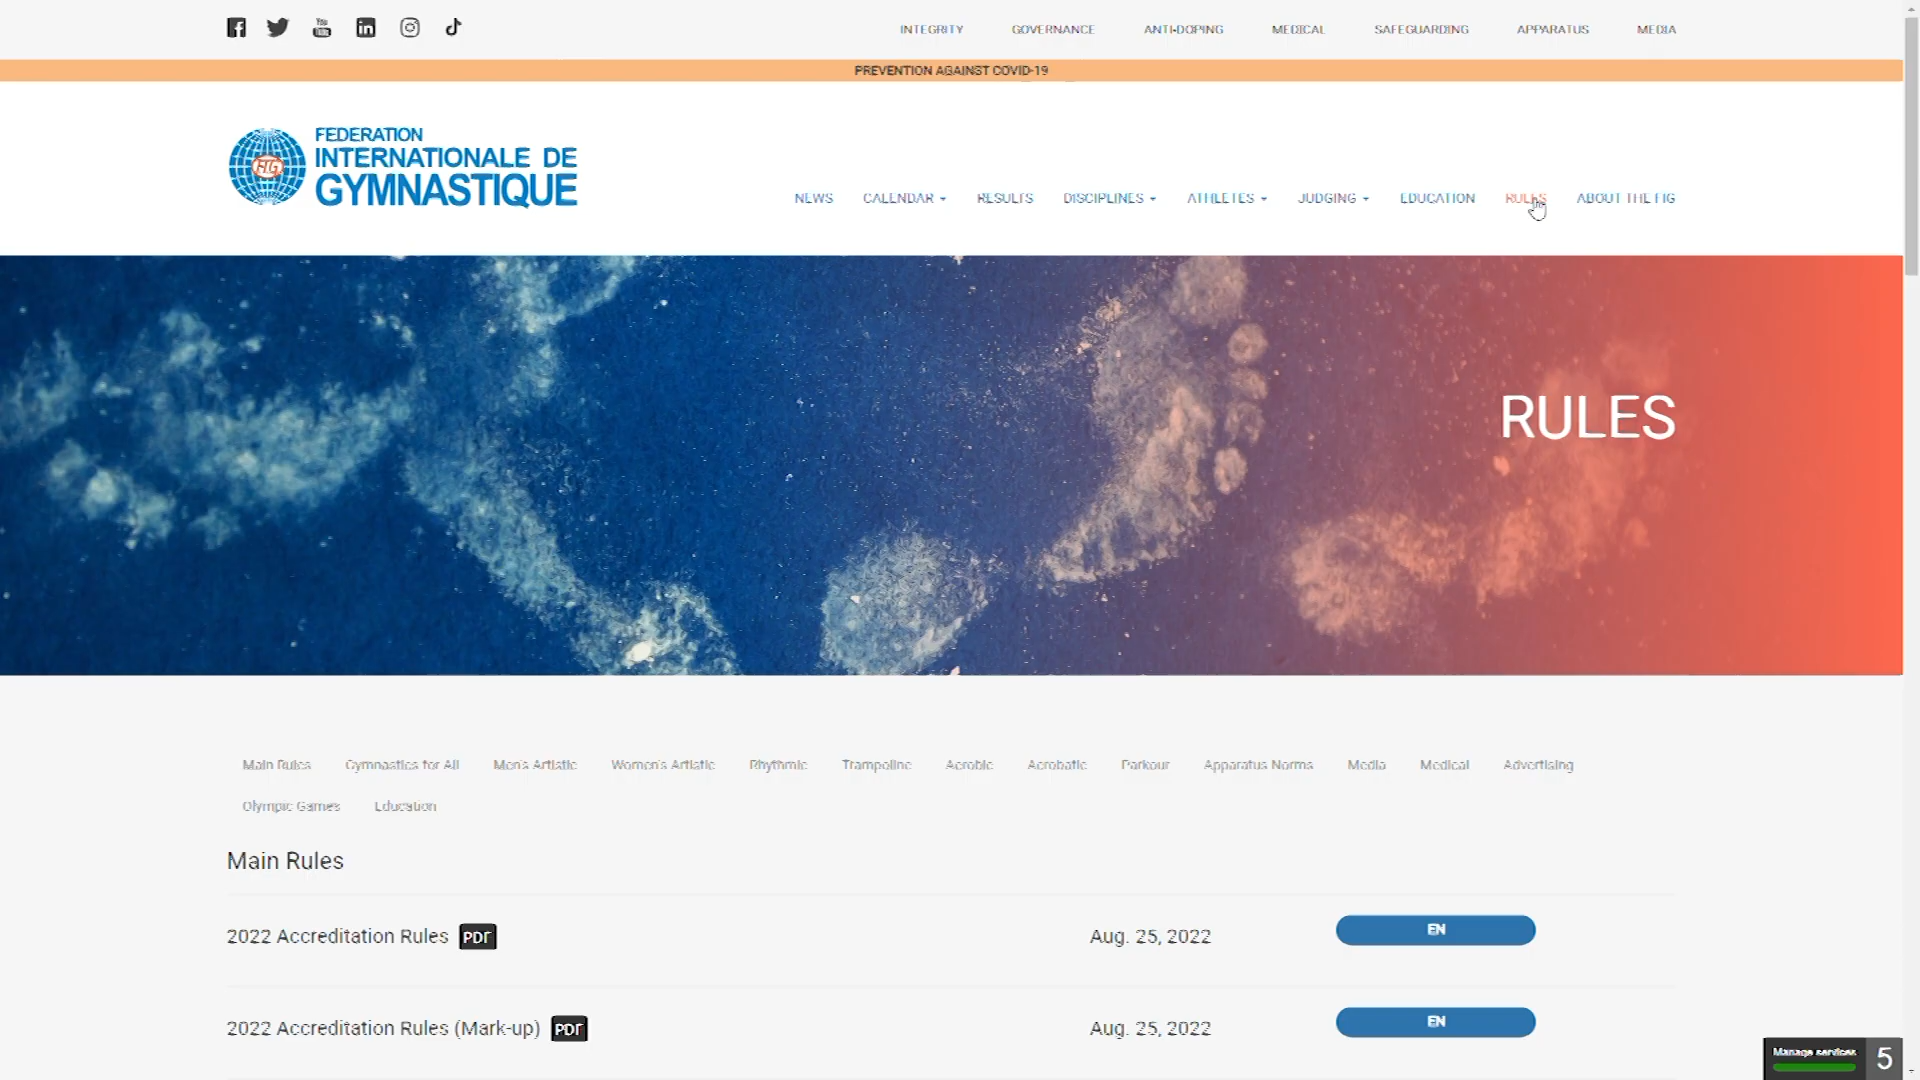 INTEGRITY GOVERNANCE ANTI-DOPING MEDICAL SAFEGUARDING APPARATUS MEDIA
PREVENTION AGAINST COVID-19
FEDERATION
INTERNATIONALE DE
GYMNASTIQUE
FIG
NEWS CALENDAR RESULTS DISCIPLINES ATHLETES JUDGING EDUCATION RULES ABOUT THE FIG
RULES
Main Rules Gymnastics for All Men's Artistic Women's Artistic Rhythmic Trampoline Aerobic Acrobatic Parkour Apparatus Norms Media Medical Advertising
Olympic Games Education
Main Rules
2022 Accreditation Rules PDF Aug. 25, 2022 EN
2022 Accreditation Rules (Mark-up) PDF Aug. 25, 2022 EN
Manage services 5